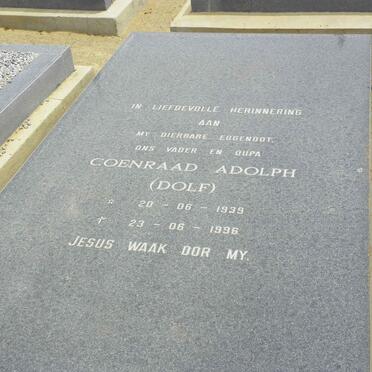 IN LIEFDEVOLLE HERINNERING
AAN
MY DIERBARE EGGENOOT,
ONS VADER EN OUPA
COENRAAD ADOLPH
(DOLF)
* 20 - 06 - 1939
† 23 - 06 - 1996
JESUS WAAK OOR MY.